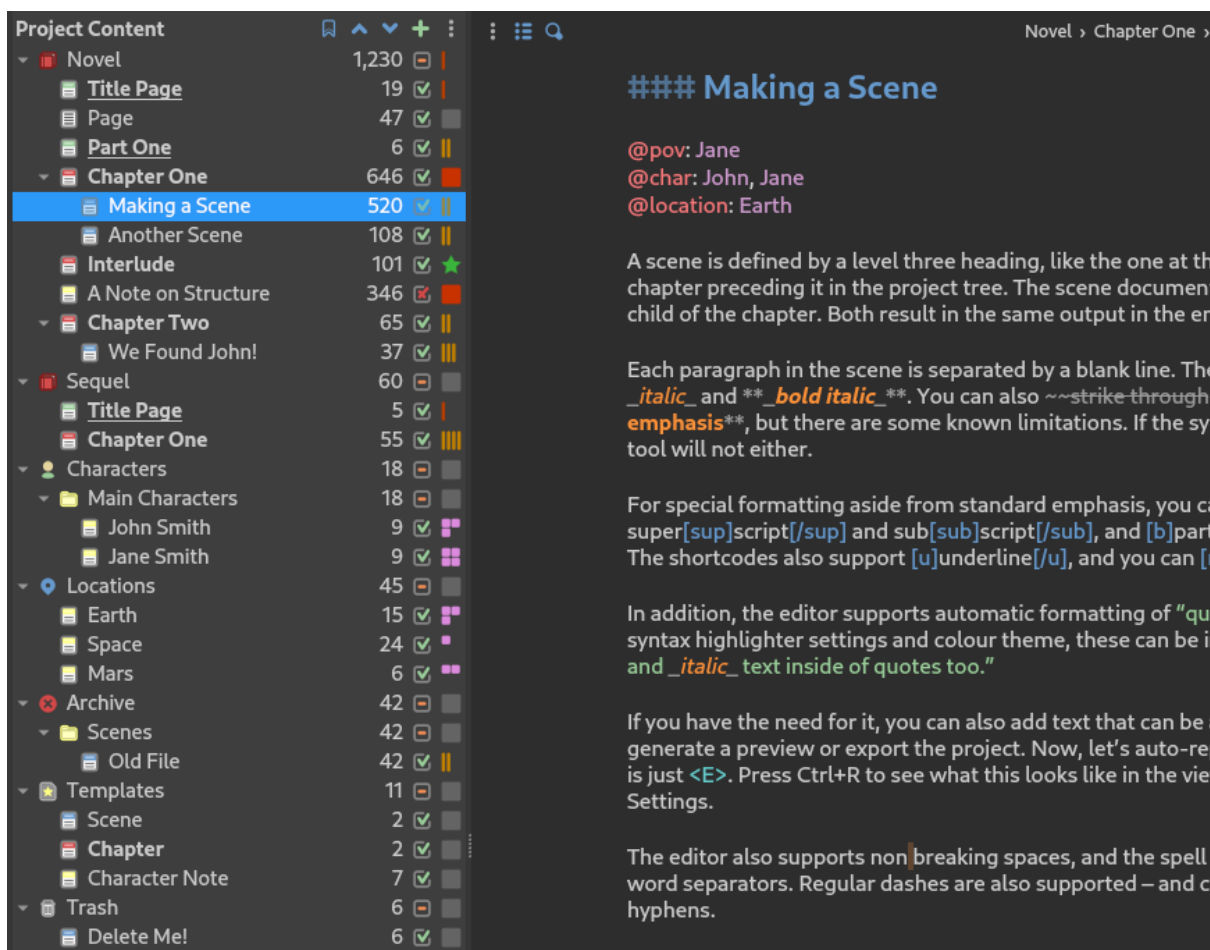 Project Content
Novel 1,230
Title Page 19
Page 47
Part One 6
Chapter One 646
Making a Scene 520
Another Scene 108
Interlude 101
A Note on Structure 346
Chapter Two 65
We Found John! 37
Sequel 60
Title Page 5
Chapter One 55
Characters 18
Main Characters 18
John Smith 9
Jane Smith 9
Locations 45
Earth 15
Space 24
Mars 6
Archive 42
Scenes 42
Old File 42
Templates 11
Scene 2
Chapter 2
Character Note 7
Trash 6
Delete Me! 6
Novel › Chapter One ›
### Making a Scene
@pov: Jane
@char: John, Jane
@location: Earth
A scene is defined by a level three heading, like the one at th
chapter preceding it in the project tree. The scene documen
child of the chapter. Both result in the same output in the
Each paragraph in the scene is separated by a blank line. The
_italic_ and **_bold italic_**. You can also ~~strike through
emphasis**, but there are some known limitations. If the sy
tool will not either.
For special formatting aside from standard emphasis, you ca
super[sup]script[/sup] and sub[sub]script[/sub], and [b]part
The shortcodes also support [u]underline[/u], and you can [
In addition, the editor supports automatic formatting of “qu
syntax highlighter settings and colour theme, these can be
and _italic_ text inside of quotes too.”
If you have the need for it, you can also add text that can be
generate a preview or export the project. Now, let’s auto-re
is just <E>. Press Ctrl+R to see what this looks like in the vie
Settings.
The editor also supports non breaking spaces, and the spell
word separators. Regular dashes are also supported – and c
hyphens.